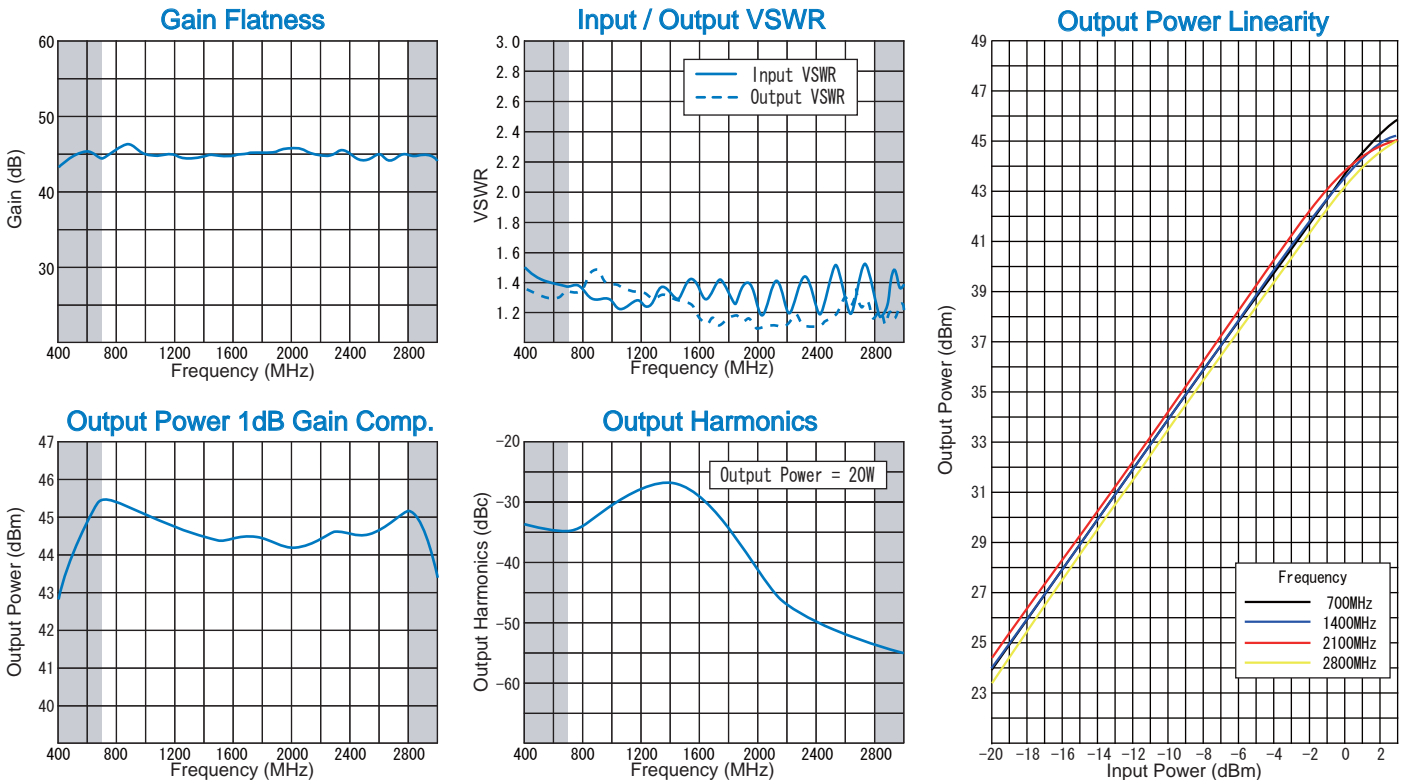 Gain Flatness
Gain (dB)
60
50
40
30
400 800 1200 1600 2000 2400 2800
Frequency (MHz)
Input / Output VSWR
VSWR
3.0
2.8
2.6
2.4
2.2
2.0
1.8
1.6
1.4
1.2
Input VSWR
Output VSWR
400 800 1200 1600 2000 2400 2800
Frequency (MHz)
Output Power 1dB Gain Comp.
Output Power (dBm)
47
46
45
44
43
42
41
40
400 800 1200 1600 2000 2400 2800
Frequency (MHz)
Output Harmonics
Output Harmonics (dBc)
-20
-30
-40
-50
-60
Output Power = 20W
400 800 1200 1600 2000 2400 2800
Frequency (MHz)
Output Power Linearity
Output Power (dBm)
49
47
45
43
41
39
37
35
33
31
29
27
25
23
Frequency
700MHz
1400MHz
2100MHz
2800MHz
-20 -18 -16 -14 -12 -10 -8 -6 -4 -2 0 2
Input Power (dBm)